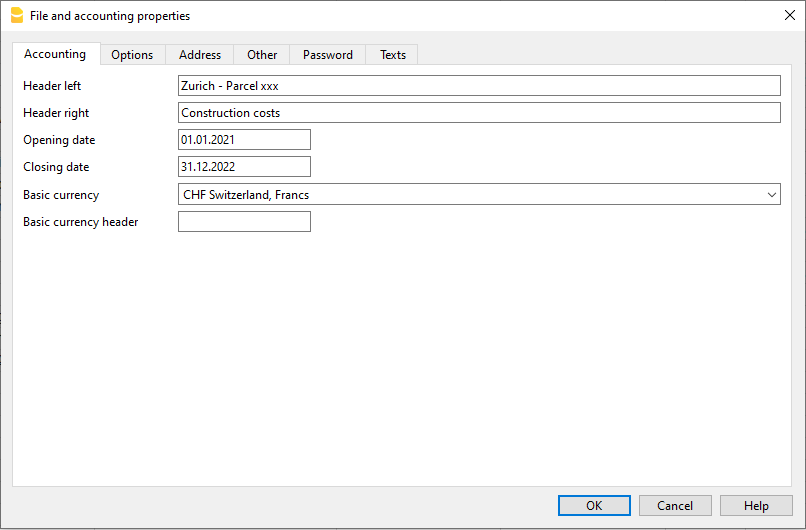 File and accounting properties
Accounting Options Address Other Password Texts
Header left Zurich - Parcel xxx
Header right Construction costs
Opening date 01.01.2021
Closing date 31.12.2022
Basic currency CHF Switzerland, Francs
Basic currency header
OK Cancel Help